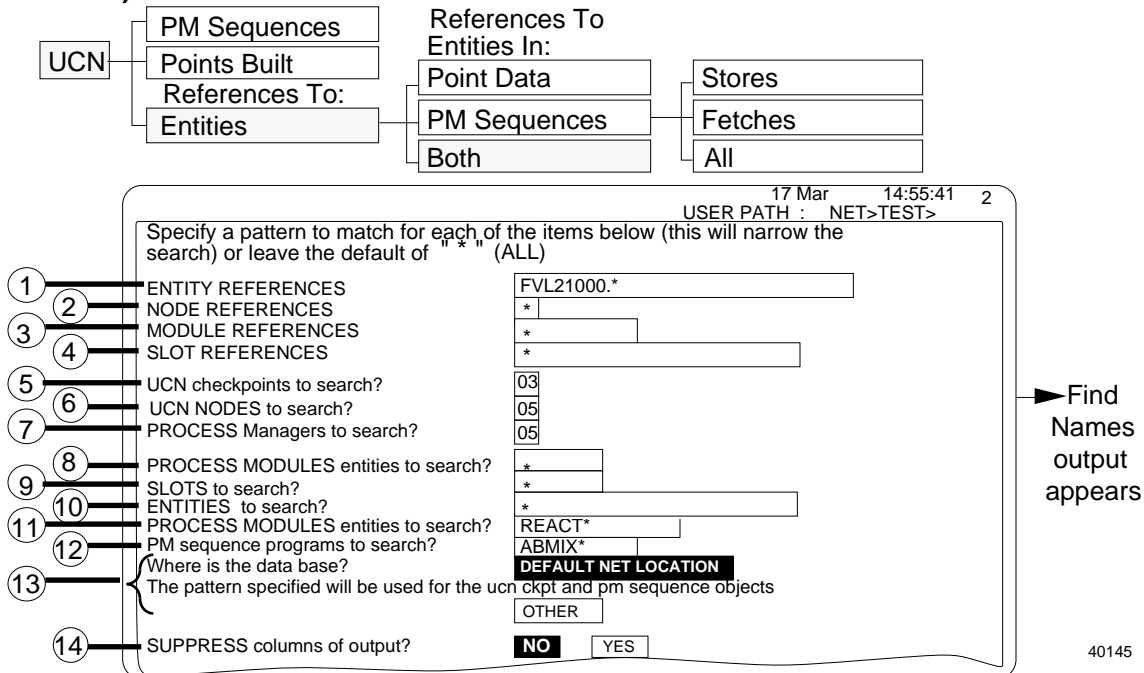 PM Sequences
UCN
Points Built
References To:
Entities
References To
Entities In:
Point Data
PM Sequences
Both
Stores
Fetches
All
17 Mar 14:55:41 2
USER PATH : NET>TEST>
Specify a pattern to match for each of the items below (this will narrow the
search) or leave the default of " * " (ALL)
1 ENTITY REFERENCES FVL21000.*
2 NODE REFERENCES *
3 MODULE REFERENCES *
4 SLOT REFERENCES *
5 UCN checkpoints to search? 03
6 UCN NODES to search? 05
7 PROCESS Managers to search? 05
8 PROCESS MODULES entities to search? *
9 SLOTS to search? *
10 ENTITIES to search? *
11 PROCESS MODULES entities to search? REACT*
12 PM sequence programs to search? ABMIX*
13 Where is the data base? DEFAULT NET LOCATION
The pattern specified will be used for the ucn ckpt and pm sequence objects
OTHER
14 SUPPRESS columns of output? NO YES
Find
Names
output
appears
40145